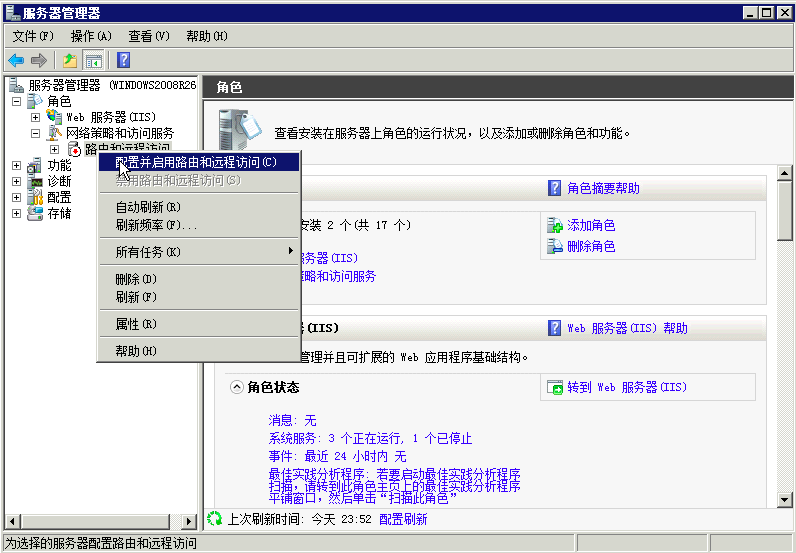 服务器管理器
文件(F) 操作(A) 查看(V) 帮助(H)
服务器管理器 (WINDOWS2008R26
角色
Web 服务器(IIS)
网络策略和访问服务
路由和远程访问
功能
诊断
配置
存储
配置并启用路由和远程访问(C)
禁用路由和远程访问(S)
自动刷新(R)
刷新频率(F)...
所有任务(K)
删除(D)
刷新(F)
属性(R)
帮助(H)
角色
查看安装在服务器上角色的运行状况，以及添加或删除角色和功能。
角色摘要帮助
安装 2 个(共 17 个)
添加角色
删除角色
务器(IIS)
策略和访问服务
(IIS)
Web 服务器(IIS) 帮助
管理并且可扩展的 Web 应用程序基础结构。
角色状态
转到 Web 服务器(IIS)
消息: 无
系统服务: 3 个正在运行, 1 个已停止
事件: 最近 24 小时内 无
最佳实践分析程序: 若要启动最佳实践分析程序
扫描，请转到此角色主页上的最佳实践分析程序
平铺窗口，然后单击“扫描此角色”
上次刷新时间: 今天 23:52 配置刷新
为选择的服务器配置路由和远程访问